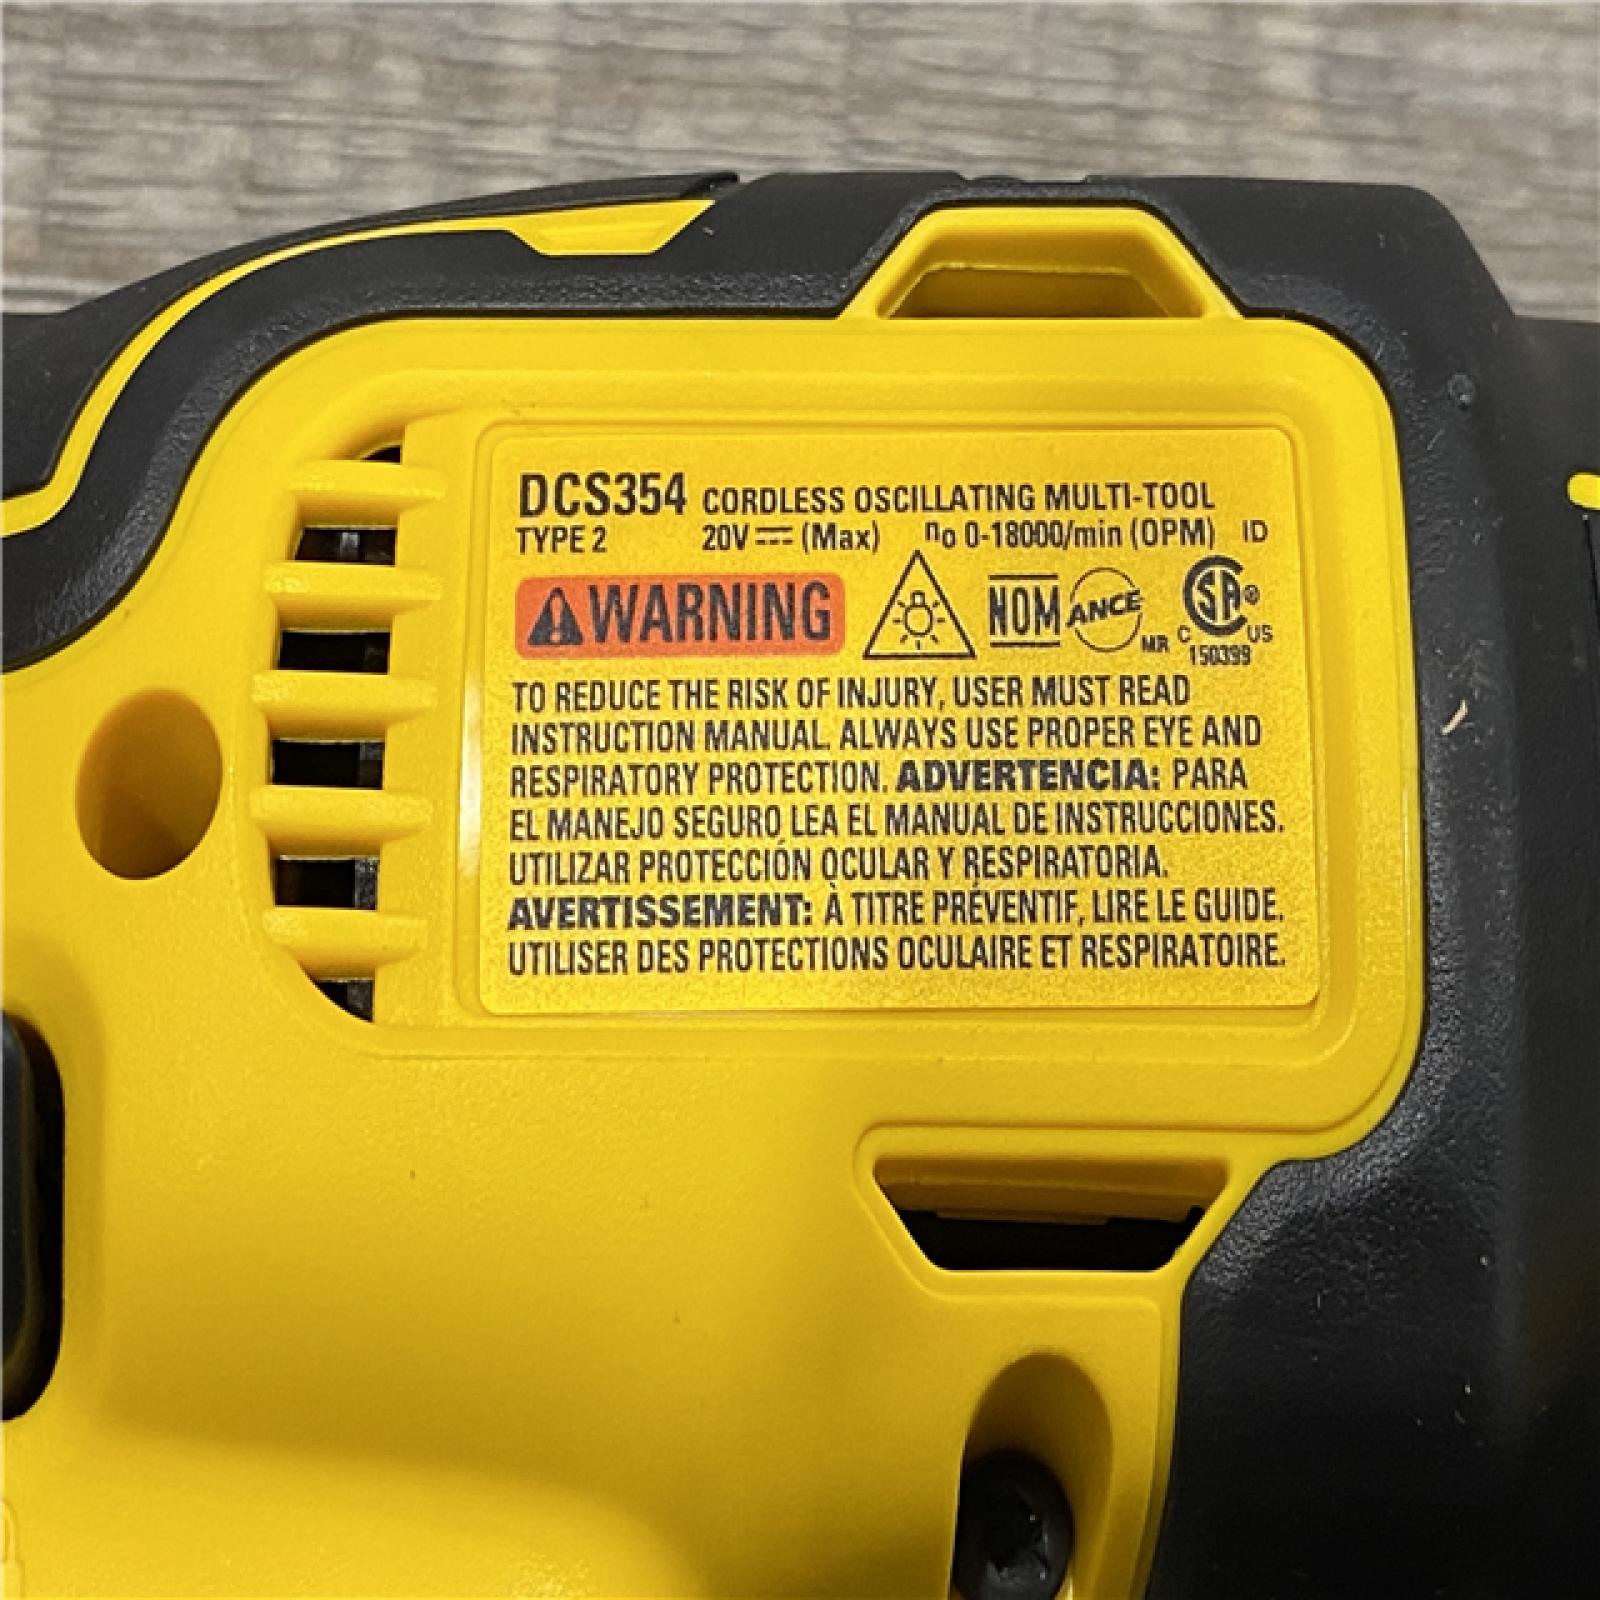 DCS354 CORDLESS OSCILLATING MULTI-TOOL
TYPE 2 20V ⎓ (Max) no 0-18000/min (OPM) ID
WARNING NOM ANCE MR CSA® C US 150399
TO REDUCE THE RISK OF INJURY, USER MUST READ
INSTRUCTION MANUAL. ALWAYS USE PROPER EYE AND
RESPIRATORY PROTECTION. ADVERTENCIA: PARA
EL MANEJO SEGURO LEA EL MANUAL DE INSTRUCCIONES.
UTILIZAR PROTECCIÓN OCULAR Y RESPIRATORIA.
AVERTISSEMENT: À TITRE PRÉVENTIF, LIRE LE GUIDE.
UTILISER DES PROTECTIONS OCULAIRE ET RESPIRATOIRE.